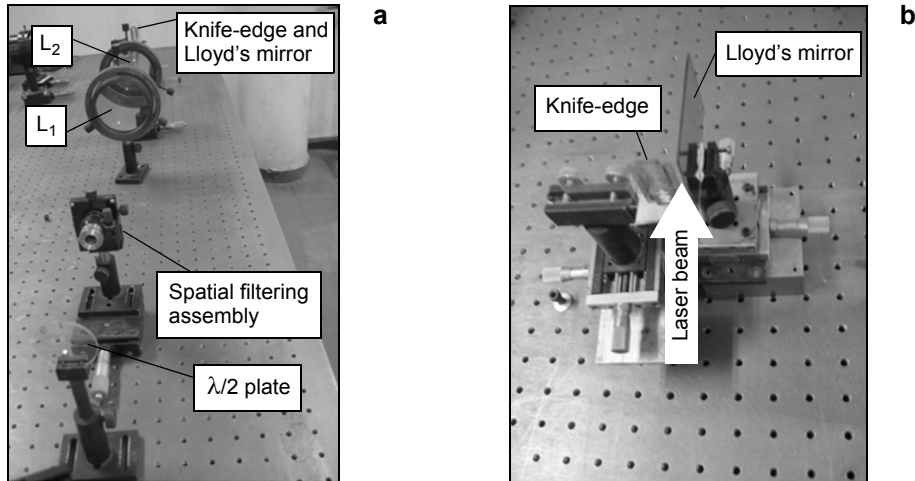 a
L2
Knife-edge and
Lloyd's mirror
L1
Spatial filtering
assembly
λ/2 plate
b
Lloyd's mirror
Knife-edge
Laser beam